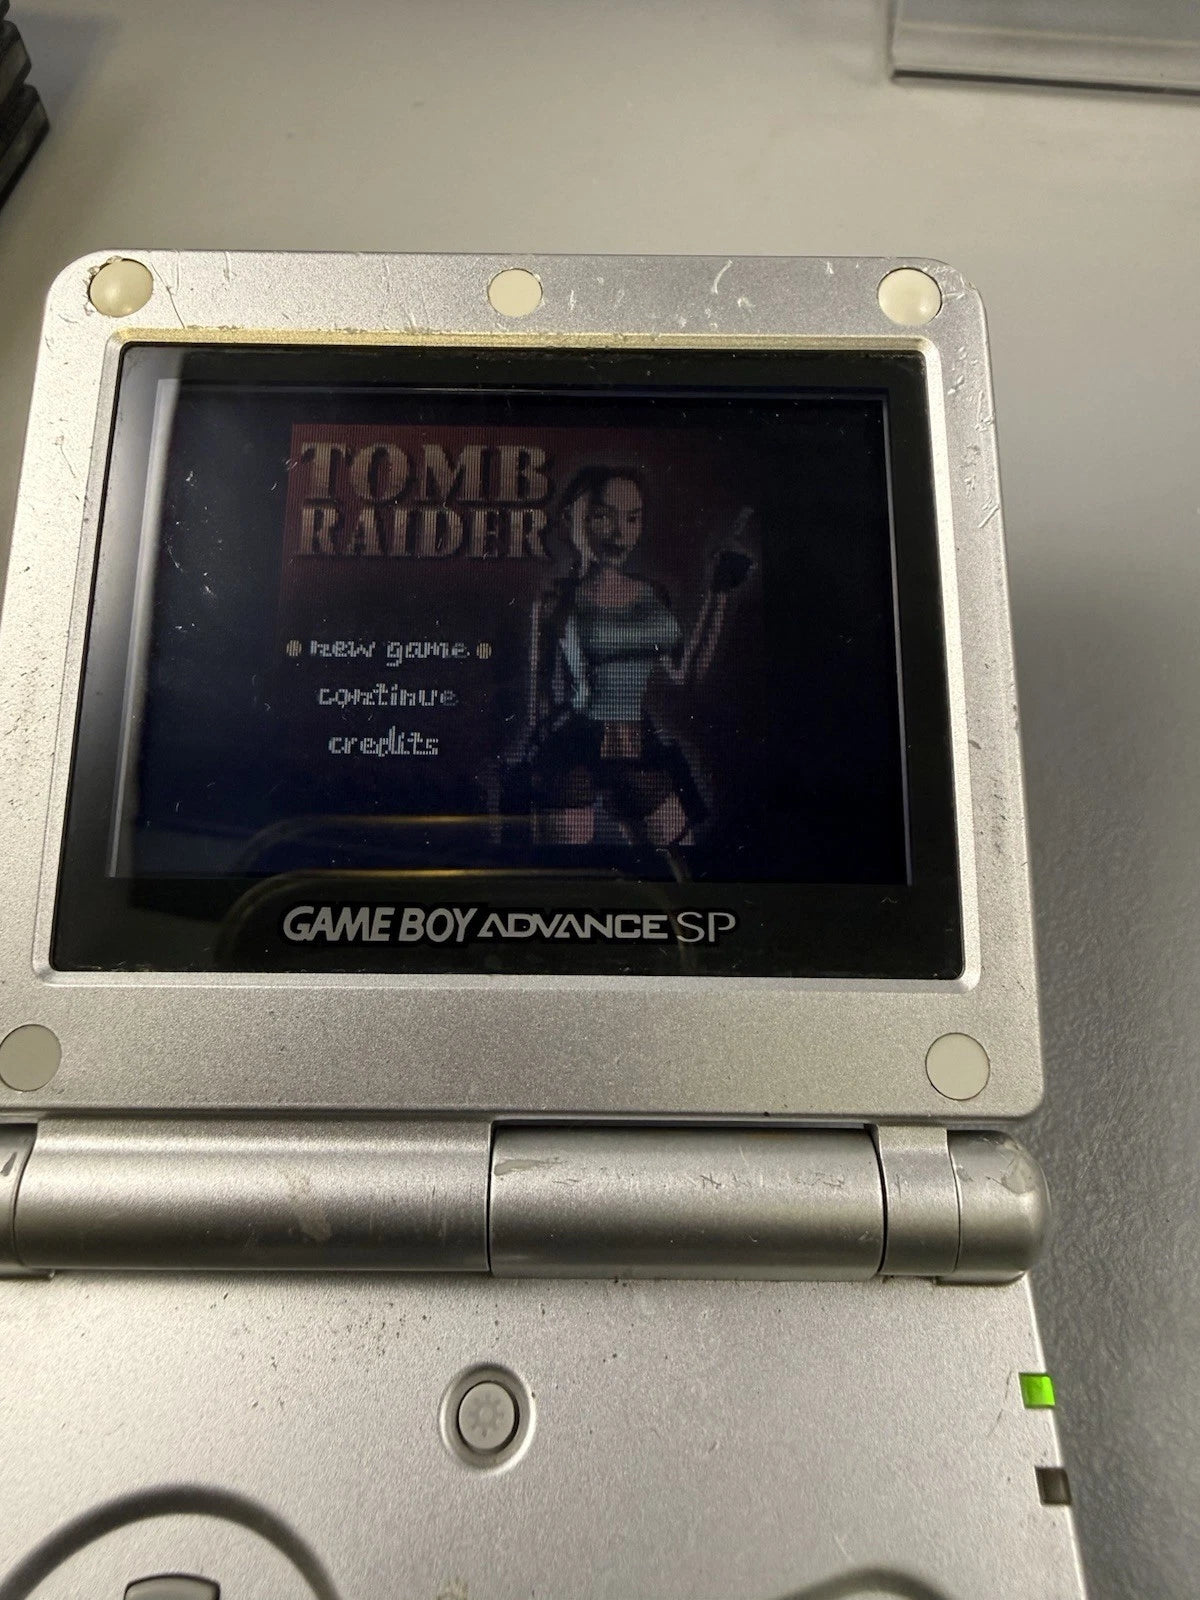 TOMB
RAIDER
new game
continue
credits
GAME BOY ADVANCE SP